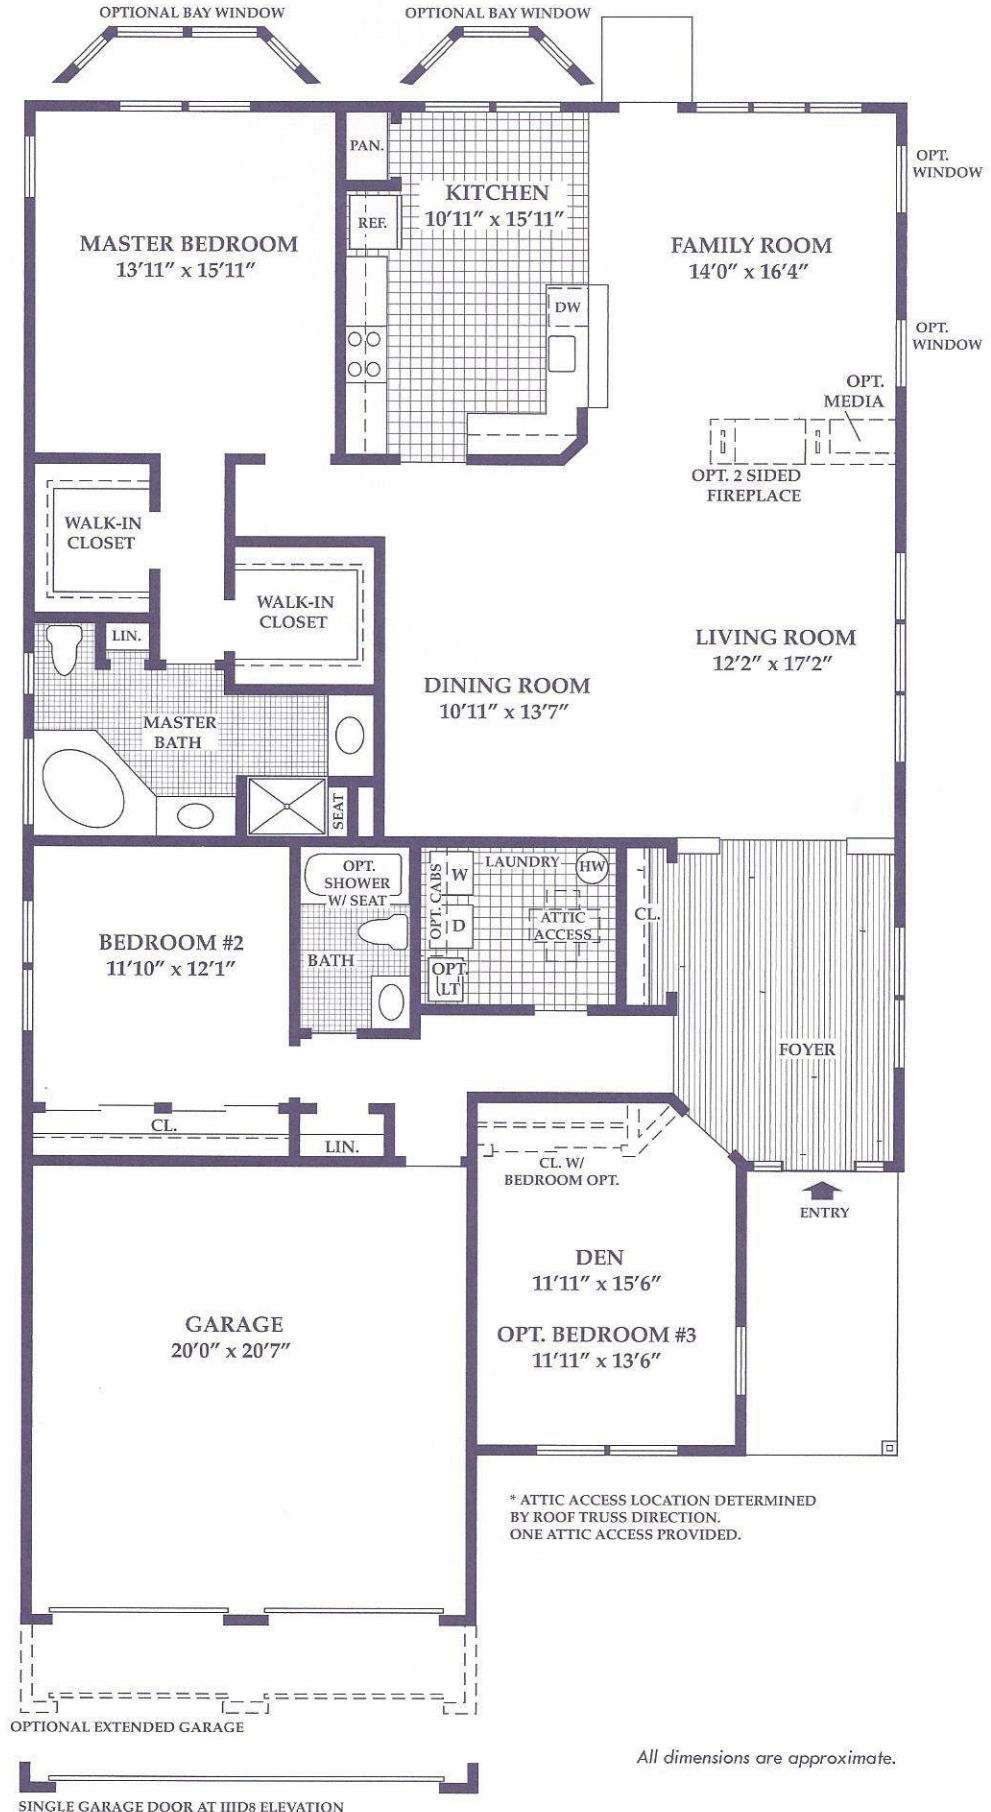 OPTIONAL BAY WINDOW
OPTIONAL BAY WINDOW
PAN.
KITCHEN
10'11" x 15'11"
REF.
OPT.
WINDOW
MASTER BEDROOM
13'11" x 15'11"
FAMILY ROOM
14'0" x 16'4"
DW
OPT.
WINDOW
OPT.
MEDIA
OPT. 2 SIDED
FIREPLACE
WALK-IN
CLOSET
WALK-IN
CLOSET
LIN.
LIVING ROOM
12'2" x 17'2"
DINING ROOM
10'11" x 13'7"
MASTER
BATH
SEAT
OPT.
SHOWER
W/ SEAT
OPT. CABS
W
LAUNDRY
HW
D
ATTIC
ACCESS
CL.
BEDROOM #2
11'10" x 12'1"
BATH
OPT.
LT
FOYER
CL.
LIN.
CL. W/
BEDROOM OPT.
ENTRY
DEN
11'11" x 15'6"
OPT. BEDROOM #3
11'11" x 13'6"
GARAGE
20'0" x 20'7"
* ATTIC ACCESS LOCATION DETERMINED
BY ROOF TRUSS DIRECTION.
ONE ATTIC ACCESS PROVIDED.
OPTIONAL EXTENDED GARAGE
All dimensions are approximate.
SINGLE GARAGE DOOR AT IIID8 ELEVATION